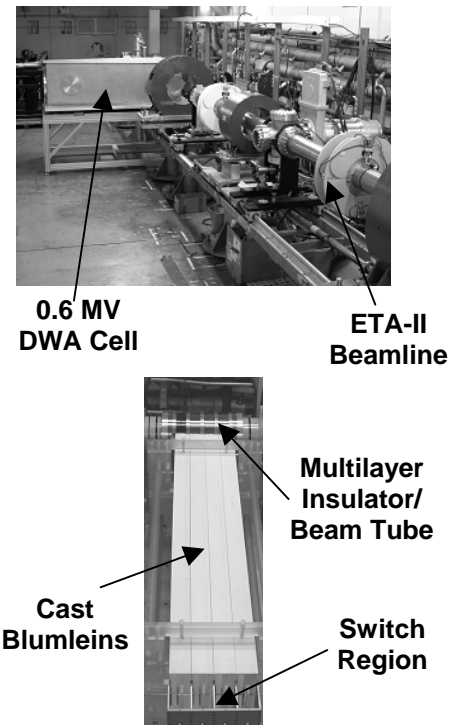 0.6 MV
DWA Cell
ETA-II
Beamline
Multilayer
Insulator/
Beam Tube
Cast
Blumleins
Switch
Region